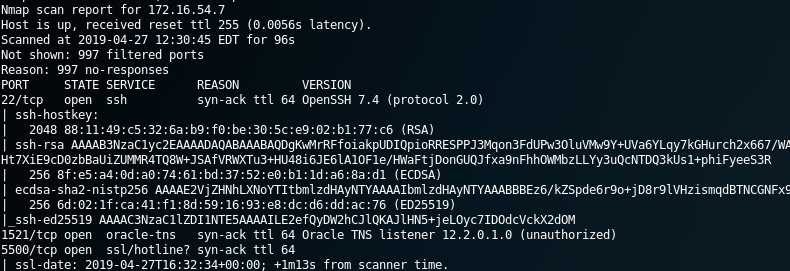 Nmap scan report for 172.16.54.7
Host is up, received reset ttl 255 (0.0056s latency).
Scanned at 2019-04-27 12:30:45 EDT for 96s
Not shown: 997 filtered ports
Reason: 997 no-responses
PORT     STATE SERVICE      REASON         VERSION
22/tcp   open  ssh          syn-ack ttl 64 OpenSSH 7.4 (protocol 2.0)
| ssh-hostkey:
|   2048 88:11:49:c5:32:6a:b9:f0:be:30:5c:e9:02:b1:77:c6 (RSA)
| ssh-rsa AAAAB3NzaC1yc2EAAAADAQABAAABAQDgKwMrRFfoiakpUDIQpioRRESPPJ3Mqon3FdUPw3OluVMw9Y+UVa6YLqy7kGHurch2x667/WA
Ht7XiE9cD0zbBaUiZUMMR4TQ8W+JSAfVRWXTu3+HU48i6JE6lA1OF1e/HWaFtjDonGUQJfxa9nFhhOWMbzLLYy3uQcNTDQ3kUs1+phiFyeeS3R
|   256 8f:e5:a4:0d:a0:74:61:bd:37:52:e0:b1:1d:a6:8a:d1 (ECDSA)
| ecdsa-sha2-nistp256 AAAAE2VjZHNhLXNoYTItbmlzdHAyNTYAAAAIbmlzdHAyNTYAAABBBEz6/kZSpde6r9o+jD8r9lVHzismqdBTNCGNFx9
|   256 6d:02:1f:ca:41:f1:8d:59:16:93:e8:dc:d6:dd:ac:76 (ED25519)
|_ssh-ed25519 AAAAC3NzaC1lZDI1NTE5AAAAILE2efQyDW2hCJlQKAJlHN5+jeLOyc7IDOdcVckX2dOM
1521/tcp open  oracle-tns   syn-ack ttl 64 Oracle TNS listener 12.2.0.1.0 (unauthorized)
5500/tcp open  ssl/hotline? syn-ack ttl 64
| ssl-date: 2019-04-27T16:32:34+00:00; +1m13s from scanner time.